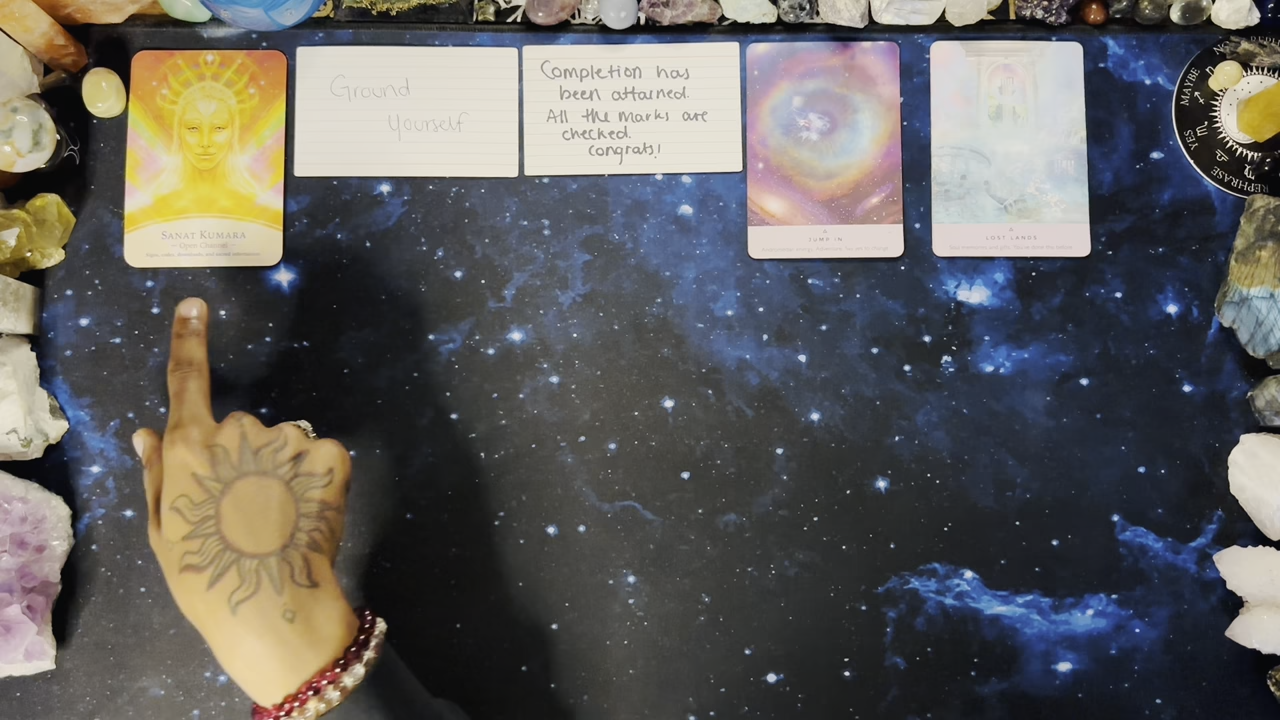 SANAT KUMARA
— Open Channel —
Ground
Yourself
Completion has
been attained.
All the marks are
checked.
congrats!
JUMP IN
LOST LANDS
MAYBE
YES
REPHRASE